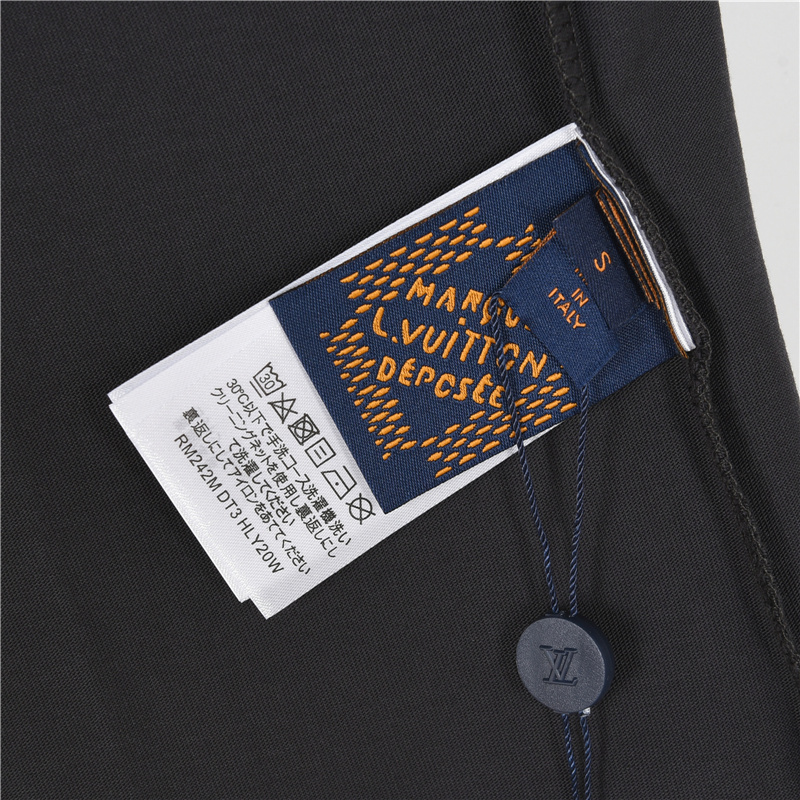 MARQUE
L.VUITTON
DÉPOSÉE
S
IN
ITALY
30
30℃以下で手洗コース洗濯機洗い
クリーニングネットを使用し裏返しにし
て洗濯してください
裏返しにしてアイロンをあててください
RM242M DT3 HLY20W
LV